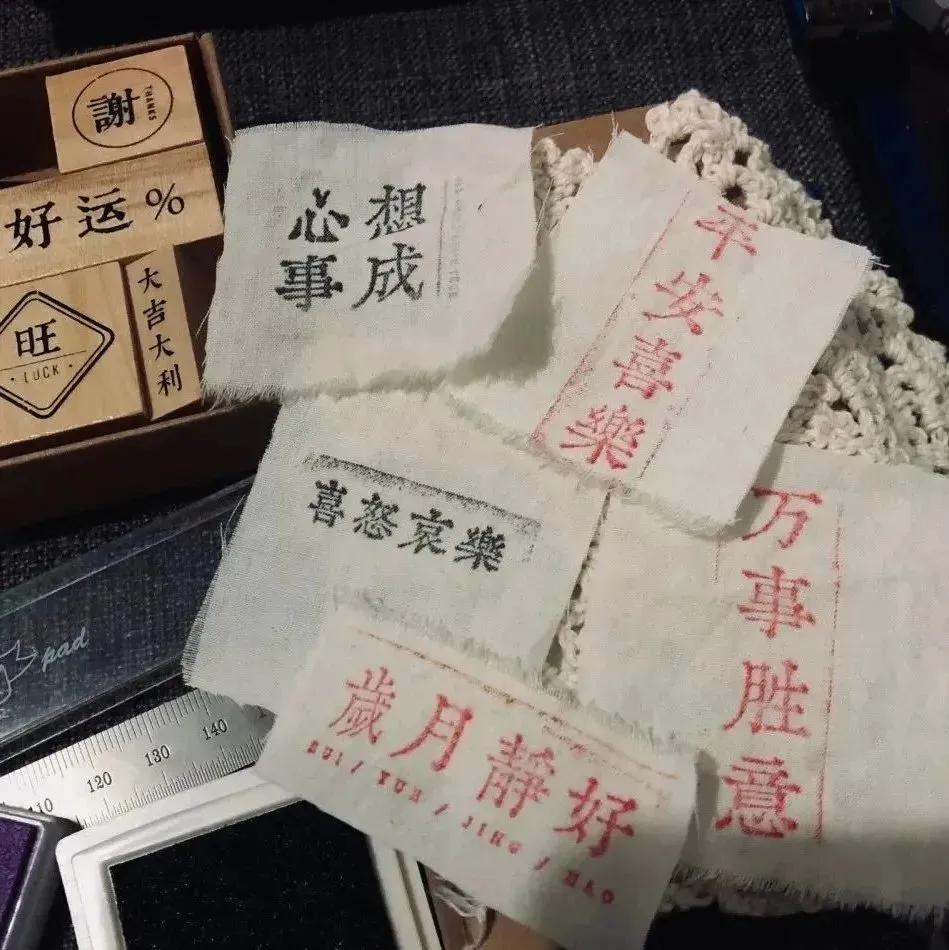 謝
THANKS
好运%
旺
LUCK
大吉大利
心想
事成
平安喜樂
喜怒哀樂
万事胜意
歲月靜好
SUI / YUE / JING / HAO
pad
110 120 130 140